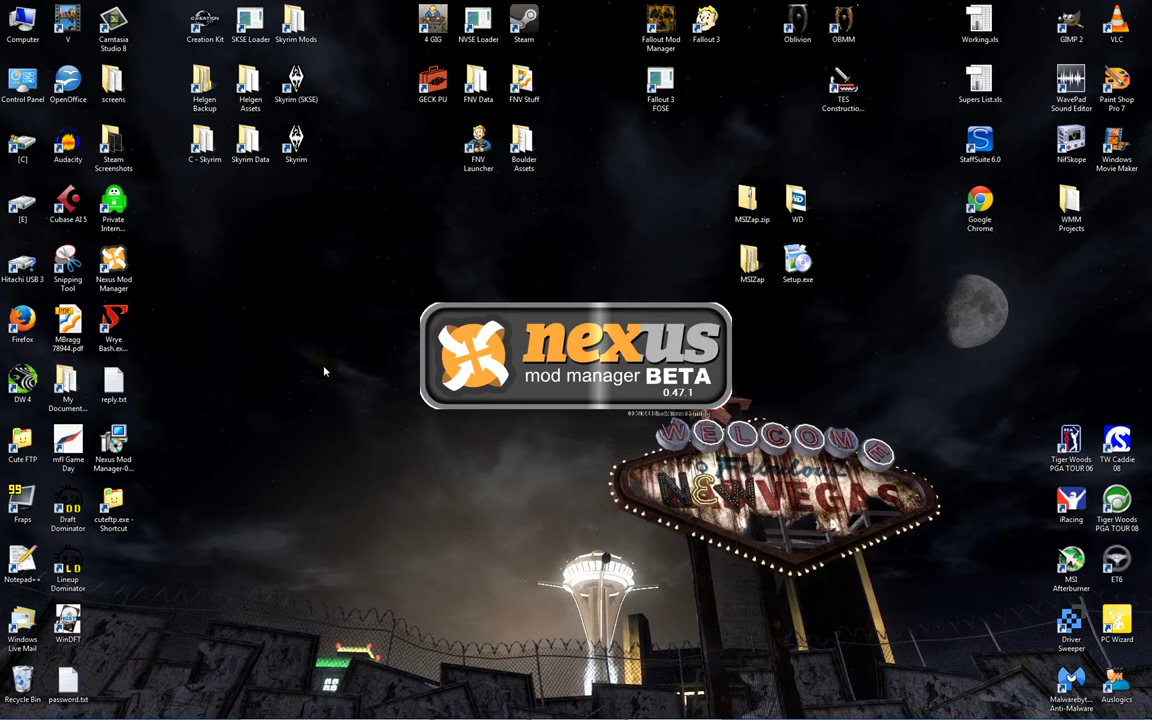 Computer
V
Camtasia
Studio 8
Creation Kit
SKSE Loader
Skyrim Mods
4 GIG
NVSE Loader
Steam
Fallout Mod
Manager
Fallout 3
Oblivion
OBMM
Working.xls
GIMP 2
VLC
Control Panel
OpenOffice
screens
Helgen
Backup
Helgen
Assets
Skyrim (SKSE)
GECK PU
FNV Data
FNV Stuff
Fallout 3
FOSE
TES
Constructio...
Supers List.xls
WavePad
Sound Editor
Paint Shop
Pro 7
[C]
Audacity
Steam
Screenshots
C - Skyrim
Skyrim Data
Skyrim
FNV
Launcher
Boulder
Assets
StaffSuite 6.0
NifSkope
Windows
Movie Maker
[E]
Cubase AI 5
Private
Intern...
MSIZap.zip
WD
Google
Chrome
WMM
Projects
Hitachi USB 3
Snipping
Tool
Nexus Mod
Manager
MSIZap
Setup.exe
Firefox
PDF
MBragg
78944.pdf
Wrye
Bash.ex...
nexus
mod manager BETA
0.47.1
DW 4
My
Document...
reply.txt
Cute FTP
mfl Game
Day
Nexus Mod
Manager-0...
WELCOME
TO Fabulous
NEW VEGAS
Tiger Woods
PGA TOUR 06
TW Caddie
08
99
Fraps
DD
Draft
Dominator
cuteftp.exe -
Shortcut
iRacing
Tiger Woods
PGA TOUR 08
Notepad++
LD
Lineup
Dominator
MSI
Afterburner
ET6
Windows
Live Mail
WinDFT
Driver
Sweeper
PC Wizard
Recycle Bin
password.txt
Malwarebyt...
Anti-Malware
Auslogics